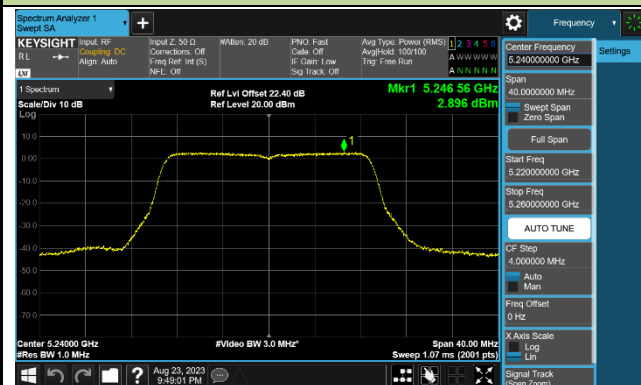 Spectrum Analyzer 1
Swept SA
Frequency
KEYSIGHT
RL
LXI
Input: RF
Coupling: DC
Align: Auto
Input Z: 50 Ω
Corrections: Off
Freq Ref: Int (S)
NFE: Off
#Atten: 20 dB
PNO: Fast
Gate: Off
IF Gain: Low
Sig Track: Off
Avg Type: Power (RMS)
Avg|Hold: 100/100
Trig: Free Run
1 2 3 4 5 6
A W W W W W
A N N N N N
1 Spectrum
Scale/Div 10 dB
Log
Ref Lvl Offset 22.40 dB
Ref Level 20.00 dBm
Mkr1 5.246 56 GHz
2.896 dBm
10.0
0.00
-10.0
-20.0
-30.0
-40.0
-50.0
-60.0
-70.0
1
Center 5.24000 GHz
#Res BW 1.0 MHz
#Video BW 3.0 MHz*
Span 40.00 MHz
Sweep 1.07 ms (2001 pts)
Aug 23, 2023
9:49:01 PM
Center Frequency
5.240000000 GHz
Span
40.0000000 MHz
Swept Span
Zero Span
Full Span
Start Freq
5.220000000 GHz
Stop Freq
5.260000000 GHz
AUTO TUNE
CF Step
4.000000 MHz
Auto
Man
Freq Offset
0 Hz
X Axis Scale
Log
Lin
Signal Track
(Span Zoom)
Settings